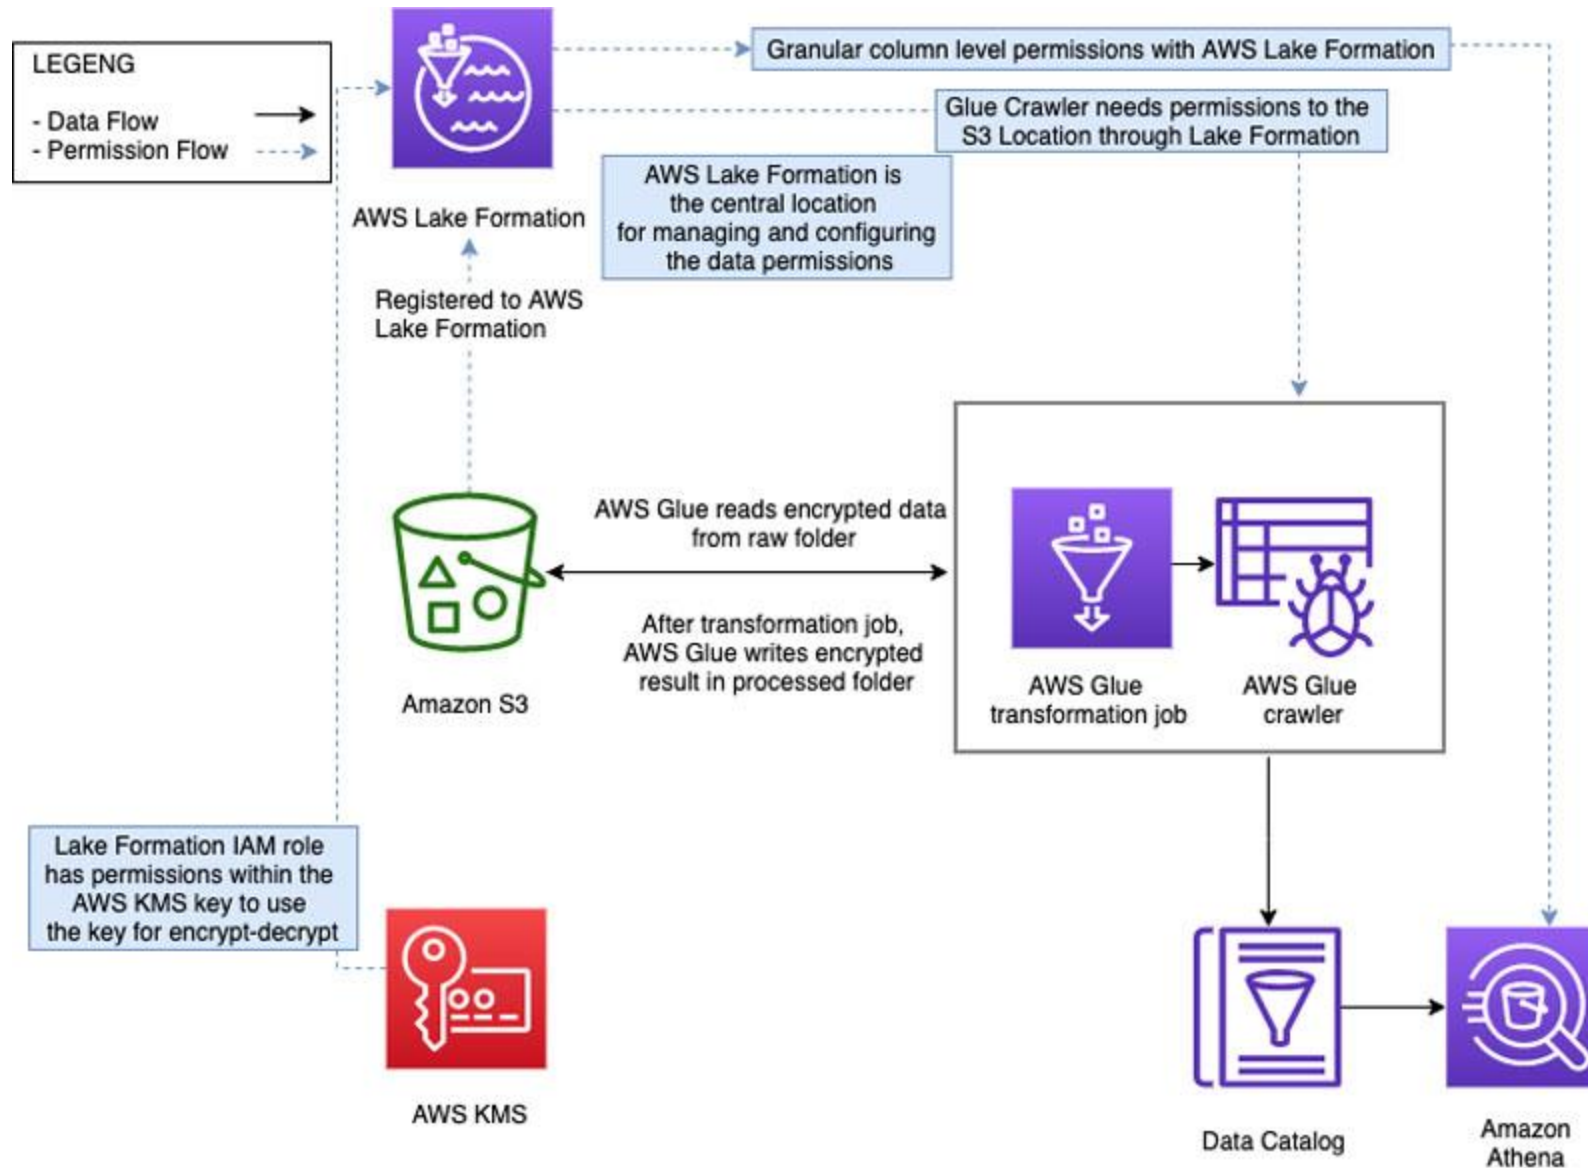 LEGENG
- Data Flow
- Permission Flow
Granular column level permissions with AWS Lake Formation
Glue Crawler needs permissions to the
S3 Location through Lake Formation
AWS Lake Formation is
the central location
for managing and configuring
the data permissions
AWS Lake Formation
Registered to AWS
Lake Formation
AWS Glue reads encrypted data
from raw folder
After transformation job,
AWS Glue writes encrypted
result in processed folder
Amazon S3
AWS Glue
transformation job
AWS Glue
crawler
Lake Formation IAM role
has permissions within the
AWS KMS key to use
the key for encrypt-decrypt
AWS KMS
Data Catalog
Amazon
Athena